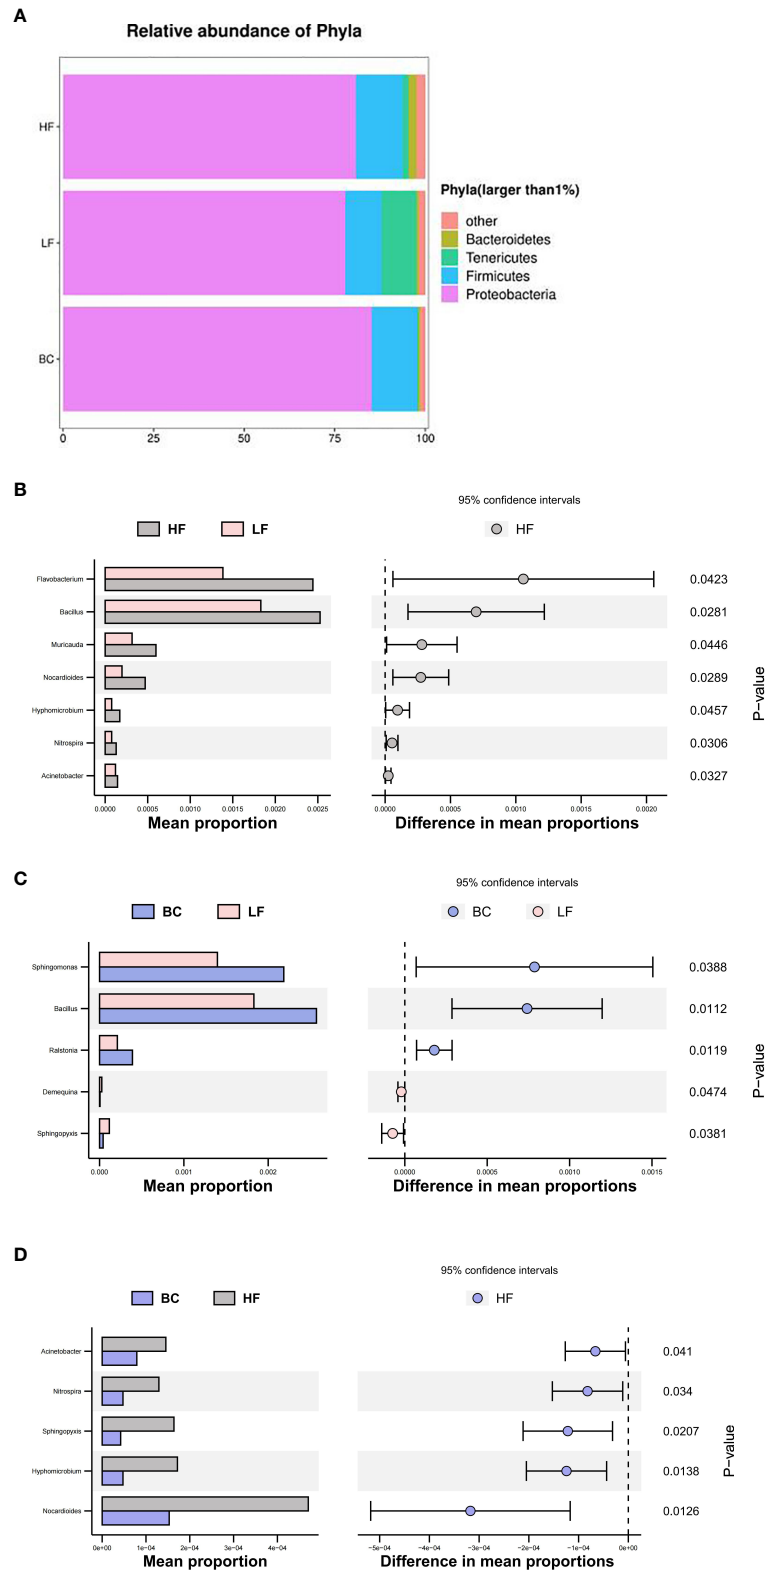 A
Relative abundance of Phyla
HF
LF
BC
0 25 50 75 100
Phyla(larger than1%)
other
Bacteroidetes
Tenericutes
Firmicutes
Proteobacteria
B
95% confidence intervals
HF LF HF
Flavobacterium 0.0423
Bacillus 0.0281
Muricauda 0.0446
Nocardioides 0.0289
Hyphomicrobium 0.0457
Nitrospira 0.0306
Acinetobacter 0.0327
P−value
0.0000 0.0005 0.0010 0.0015 0.0020 0.0025 0.0000 0.0005 0.0010 0.0015 0.0020
Mean proportion Difference in mean proportions
C
95% confidence intervals
BC LF BC LF
Sphingomonas 0.0388
Bacillus 0.0112
Ralstonia 0.0119
Demequina 0.0474
Sphingopyxis 0.0381
P−value
0.000 0.001 0.002 0.0000 0.0005 0.0010 0.0015
Mean proportion Difference in mean proportions
D
95% confidence intervals
BC HF HF
Acinetobacter 0.041
Nitrospira 0.034
Sphingopyxis 0.0207
Hyphomicrobium 0.0138
Nocardioides 0.0126
P−value
0e+00 1e−04 2e−04 3e−04 4e−04 −5e−04 −4e−04 −3e−04 −2e−04 −1e−04 0e+00
Mean proportion Difference in mean proportions